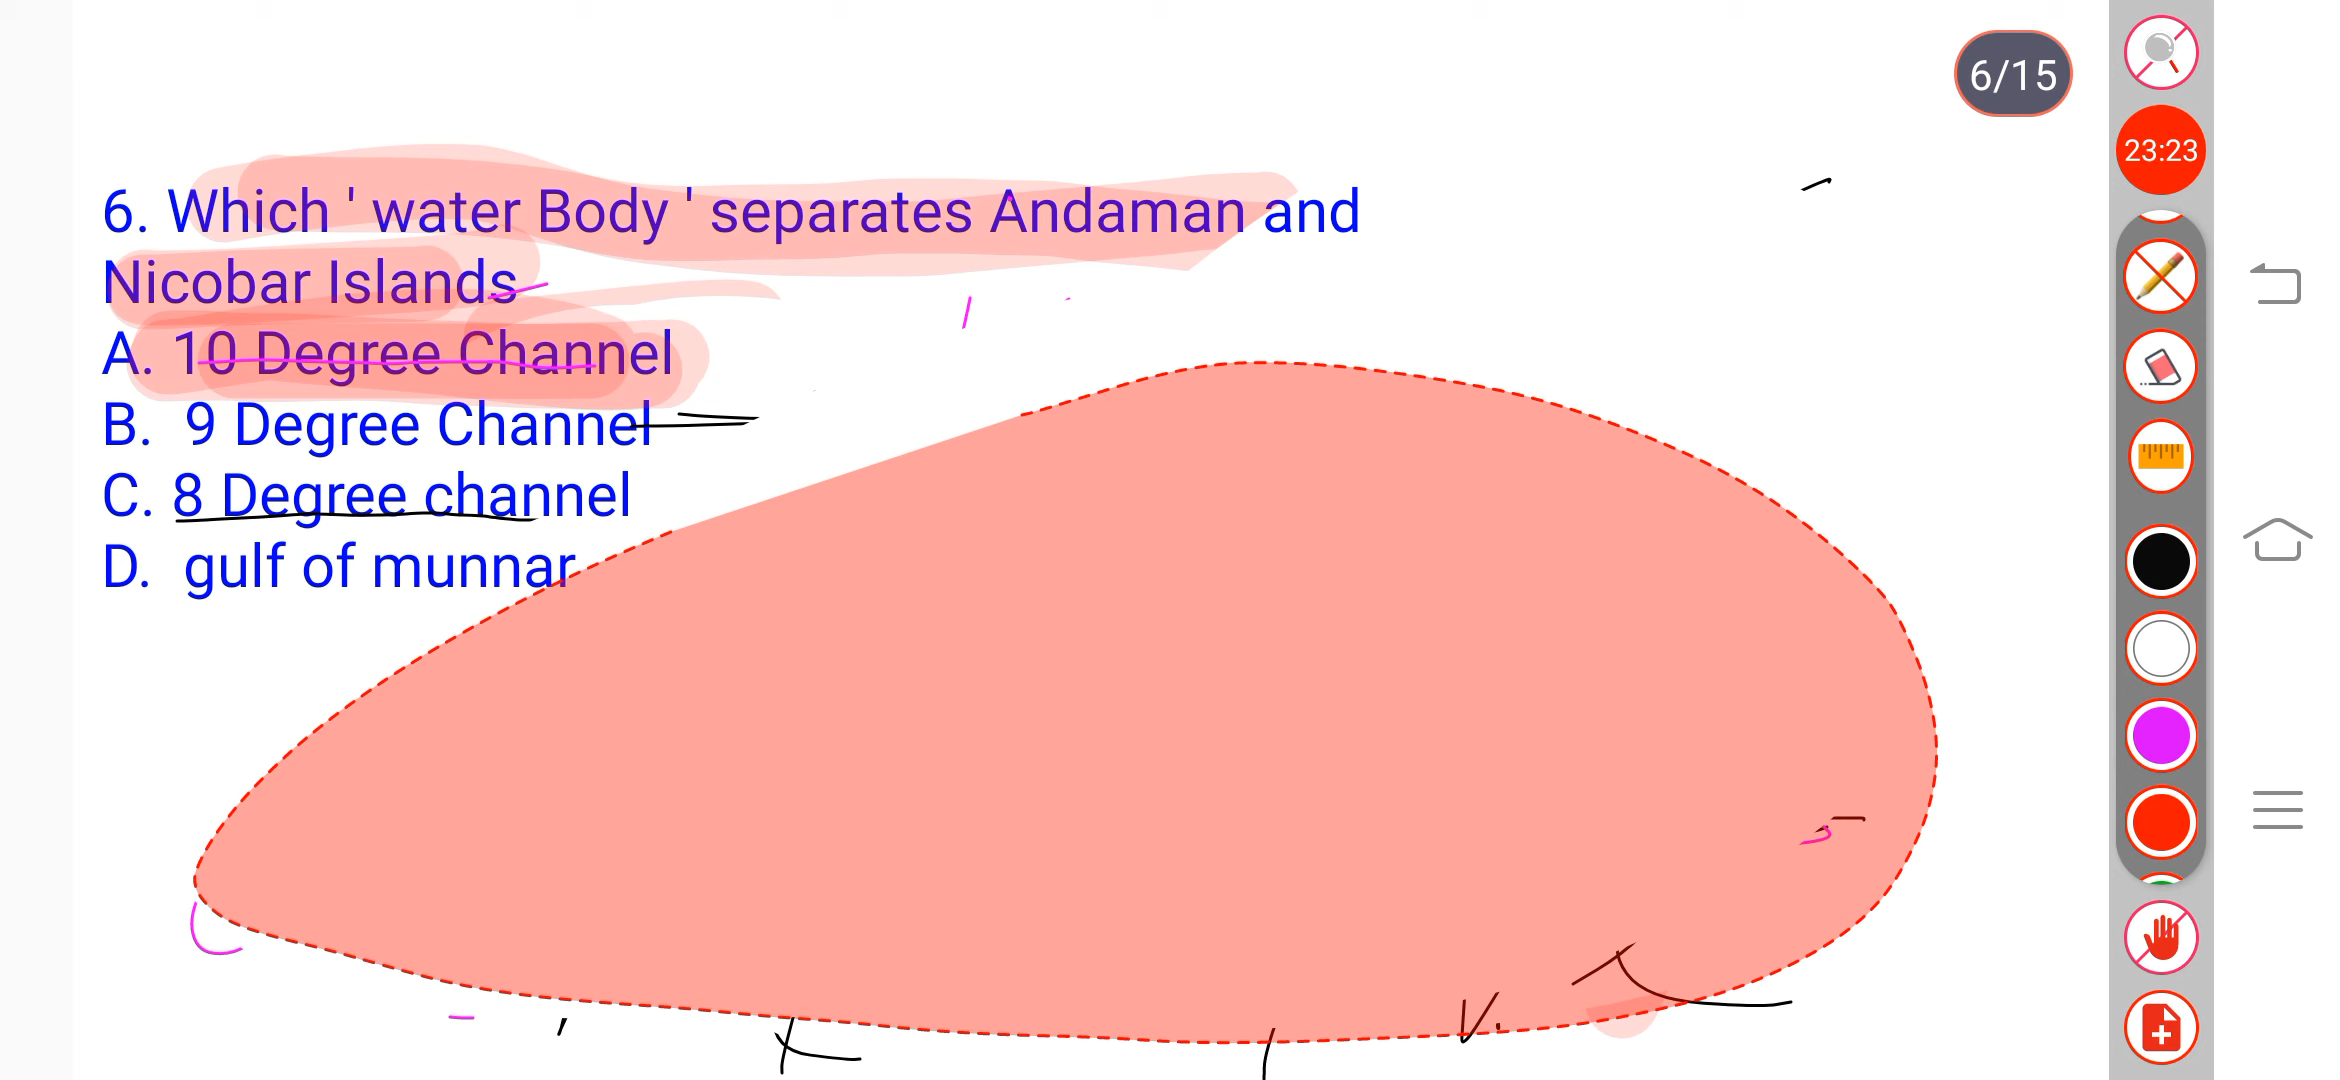 6/15
23:23
6. Which ' water Body ' separates Andaman and
Nicobar Islands
A. 10 Degree Channel
B. 9 Degree Channel
C. 8 Degree channel
D. gulf of munnar